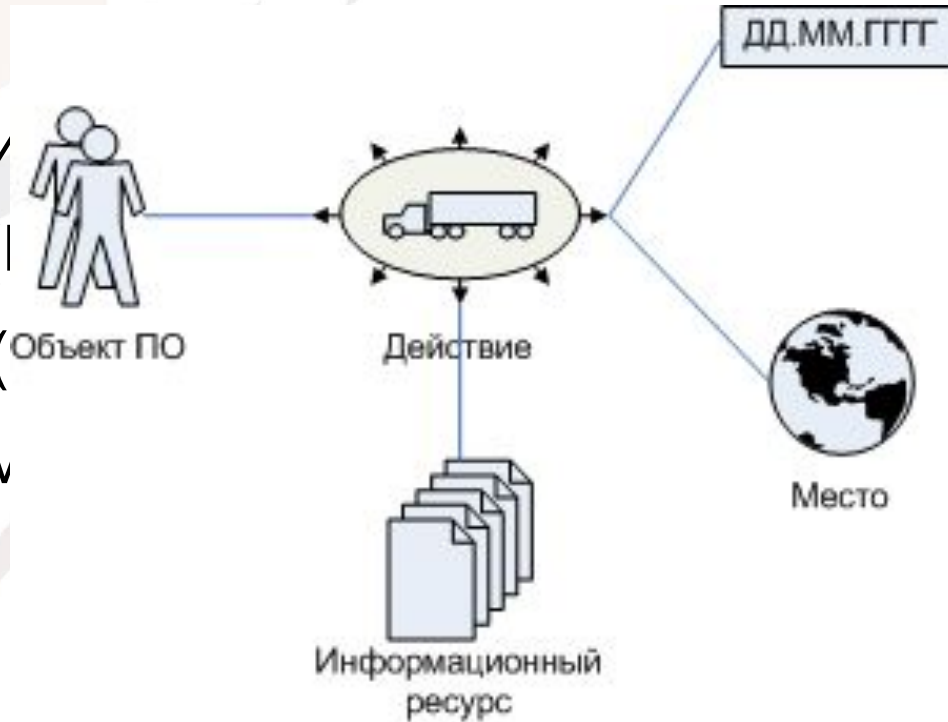 ДД.ММ.ГГГГ
Объект ПО
Действие
Место
Информационный
ресурс